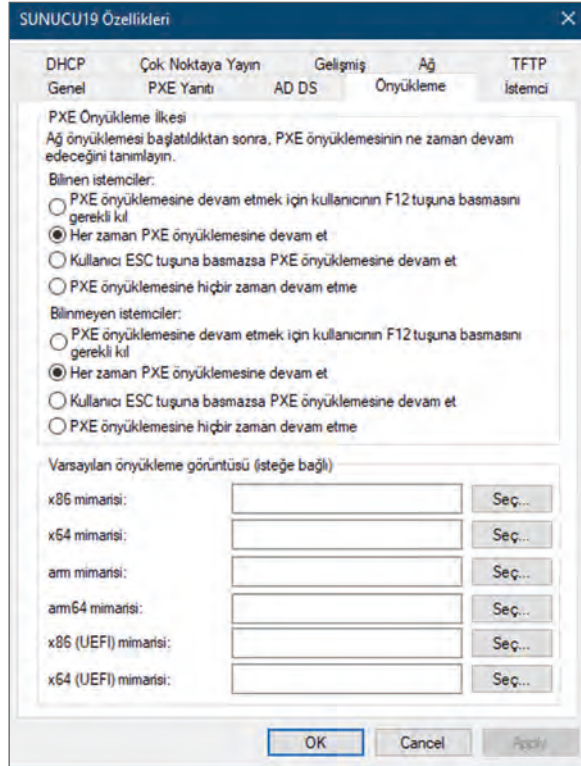 SUNUCU19 Özellikleri
DHCP Çok Noktaya Yayın Gelişmiş Ağ TFTP
Genel PXE Yanıtı AD DS Önyükleme İstemci
PXE Önyükleme İlkesi
Ağ önyüklemesi başlatıldıktan sonra, PXE önyüklemesinin ne zaman devam
edeceğini tanımlayın.
Bilinen istemciler:
PXE önyüklemesine devam etmek için kullanıcının F12 tuşuna basmasını
gerekli kıl
Her zaman PXE önyüklemesine devam et
Kullanıcı ESC tuşuna basmazsa PXE önyüklemesine devam et
PXE önyüklemesine hiçbir zaman devam etme
Bilinmeyen istemciler:
PXE önyüklemesine devam etmek için kullanıcının F12 tuşuna basmasını
gerekli kıl
Her zaman PXE önyüklemesine devam et
Kullanıcı ESC tuşuna basmazsa PXE önyüklemesine devam et
PXE önyüklemesine hiçbir zaman devam etme
Varsayılan önyükleme görüntüsü (isteğe bağlı)
x86 mimarisi: Seç...
x64 mimarisi: Seç...
arm mimarisi: Seç...
arm64 mimarisi: Seç...
x86 (UEFI) mimarisi: Seç...
x64 (UEFI) mimarisi: Seç...
OK Cancel Apply